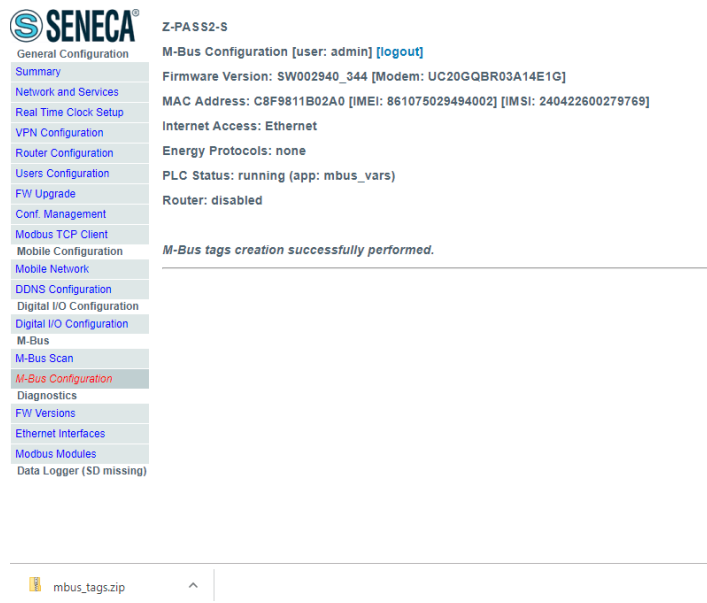 SENECA®
General Configuration
Summary
Network and Services
Real Time Clock Setup
VPN Configuration
Router Configuration
Users Configuration
FW Upgrade
Conf. Management
Modbus TCP Client
Mobile Configuration
Mobile Network
DDNS Configuration
Digital I/O Configuration
Digital I/O Configuration
M-Bus
M-Bus Scan
M-Bus Configuration
Diagnostics
FW Versions
Ethernet Interfaces
Modbus Modules
Data Logger (SD missing)
Z-PASS2-S
M-Bus Configuration [user: admin] [logout]
Firmware Version: SW002940_344 [Modem: UC20GQBR03A14E1G]
MAC Address: C8F9811B02A0 [IMEI: 861075029494002] [IMSI: 240422600279769]
Internet Access: Ethernet
Energy Protocols: none
PLC Status: running (app: mbus_vars)
Router: disabled
M-Bus tags creation successfully performed.
mbus_tags.zip